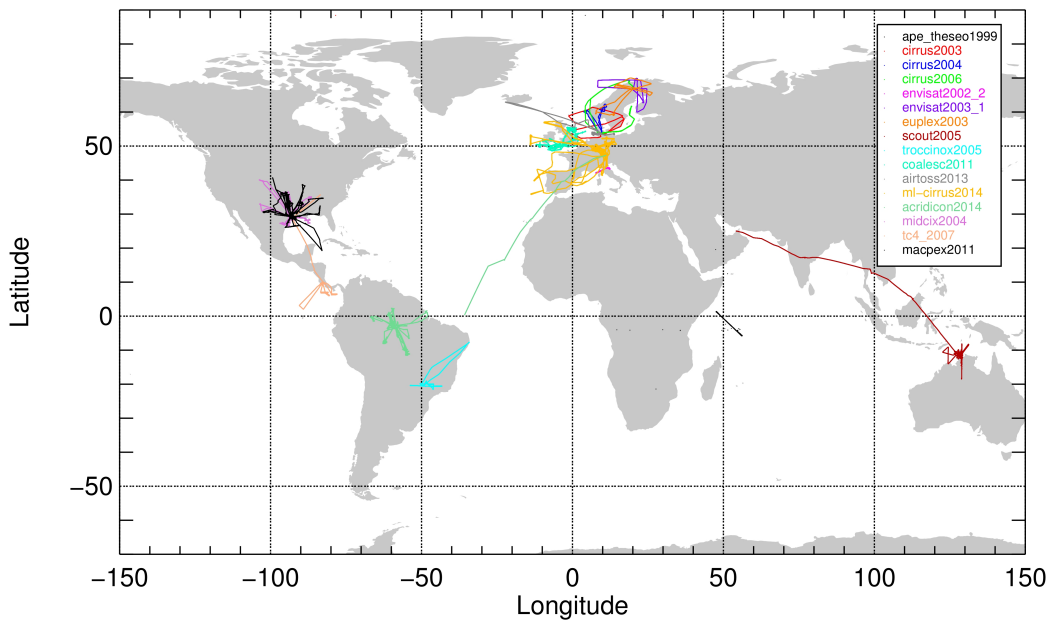 ape_theseo1999
cirrus2003
cirrus2004
cirrus2006
envisat2002_2
envisat2003_1
euplex2003
scout2005
troccinox2005
coalesc2011
airtoss2013
ml-cirrus2014
acridicon2014
midcix2004
tc4_2007
macpex2011
50
0
−50
Latitude
−150 −100 −50 0 50 100 150
Longitude